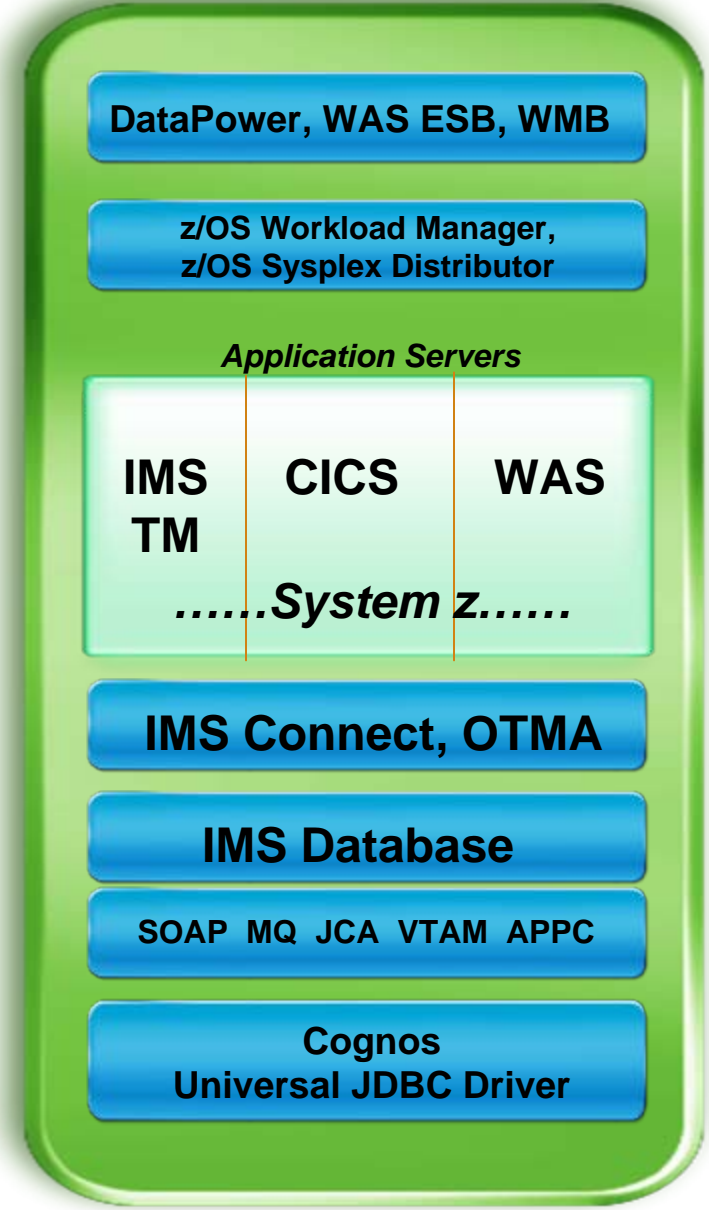 DataPower, WAS ESB, WMB
z/OS Workload Manager,
z/OS Sysplex Distributor
Application Servers
IMS TM
CICS
WAS
......System z......
IMS Connect, OTMA
IMS Database
SOAP MQ JCA VTAM APPC
Cognos
Universal JDBC Driver